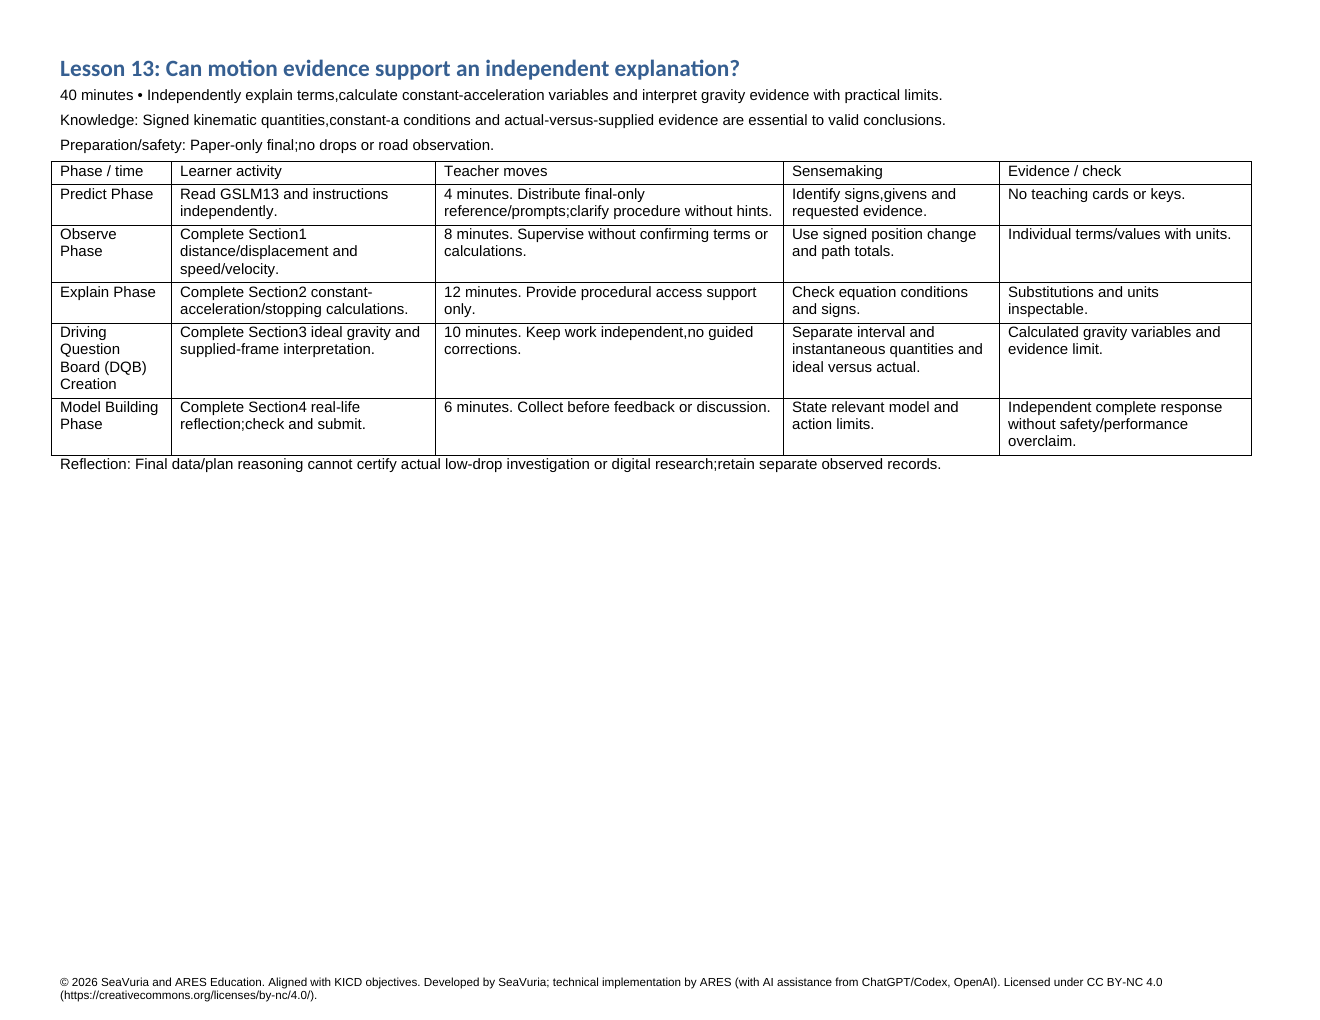 Lesson 13: Can motion evidence support an independent explanation?
40 minutes • Independently explain terms,calculate constant-acceleration variables and interpret gravity evidence with practical limits.
Knowledge: Signed kinematic quantities,constant-a conditions and actual-versus-supplied evidence are essential to valid conclusions.
Preparation/safety: Paper-only final;no drops or road observation.
Phase / time
Learner activity
Teacher moves
Sensemaking
Evidence / check
Predict Phase
Read GSLM13 and instructions
independently.
4 minutes. Distribute final-only
reference/prompts;clarify procedure without hints.
Identify signs,givens and
requested evidence.
No teaching cards or keys.
Observe
Phase
Complete Section1
distance/displacement and
speed/velocity.
8 minutes. Supervise without confirming terms or
calculations.
Use signed position change
and path totals.
Individual terms/values with units.
Explain Phase
Complete Section2 constant-
acceleration/stopping calculations.
12 minutes. Provide procedural access support
only.
Check equation conditions
and signs.
Substitutions and units
inspectable.
Driving
Question
Board (DQB)
Creation
Complete Section3 ideal gravity and
supplied-frame interpretation.
10 minutes. Keep work independent,no guided
corrections.
Separate interval and
instantaneous quantities and
ideal versus actual.
Calculated gravity variables and
evidence limit.
Model Building
Phase
Complete Section4 real-life
reflection;check and submit.
6 minutes. Collect before feedback or discussion.
State relevant model and
action limits.
Independent complete response
without safety/performance
overclaim.
Reflection: Final data/plan reasoning cannot certify actual low-drop investigation or digital research;retain separate observed records.
© 2026 SeaVuria and ARES Education. Aligned with KICD objectives. Developed by SeaVuria; technical implementation by ARES (with AI assistance from ChatGPT/Codex, OpenAI). Licensed under CC BY-NC 4.0
(https://creativecommons.org/licenses/by-nc/4.0/).